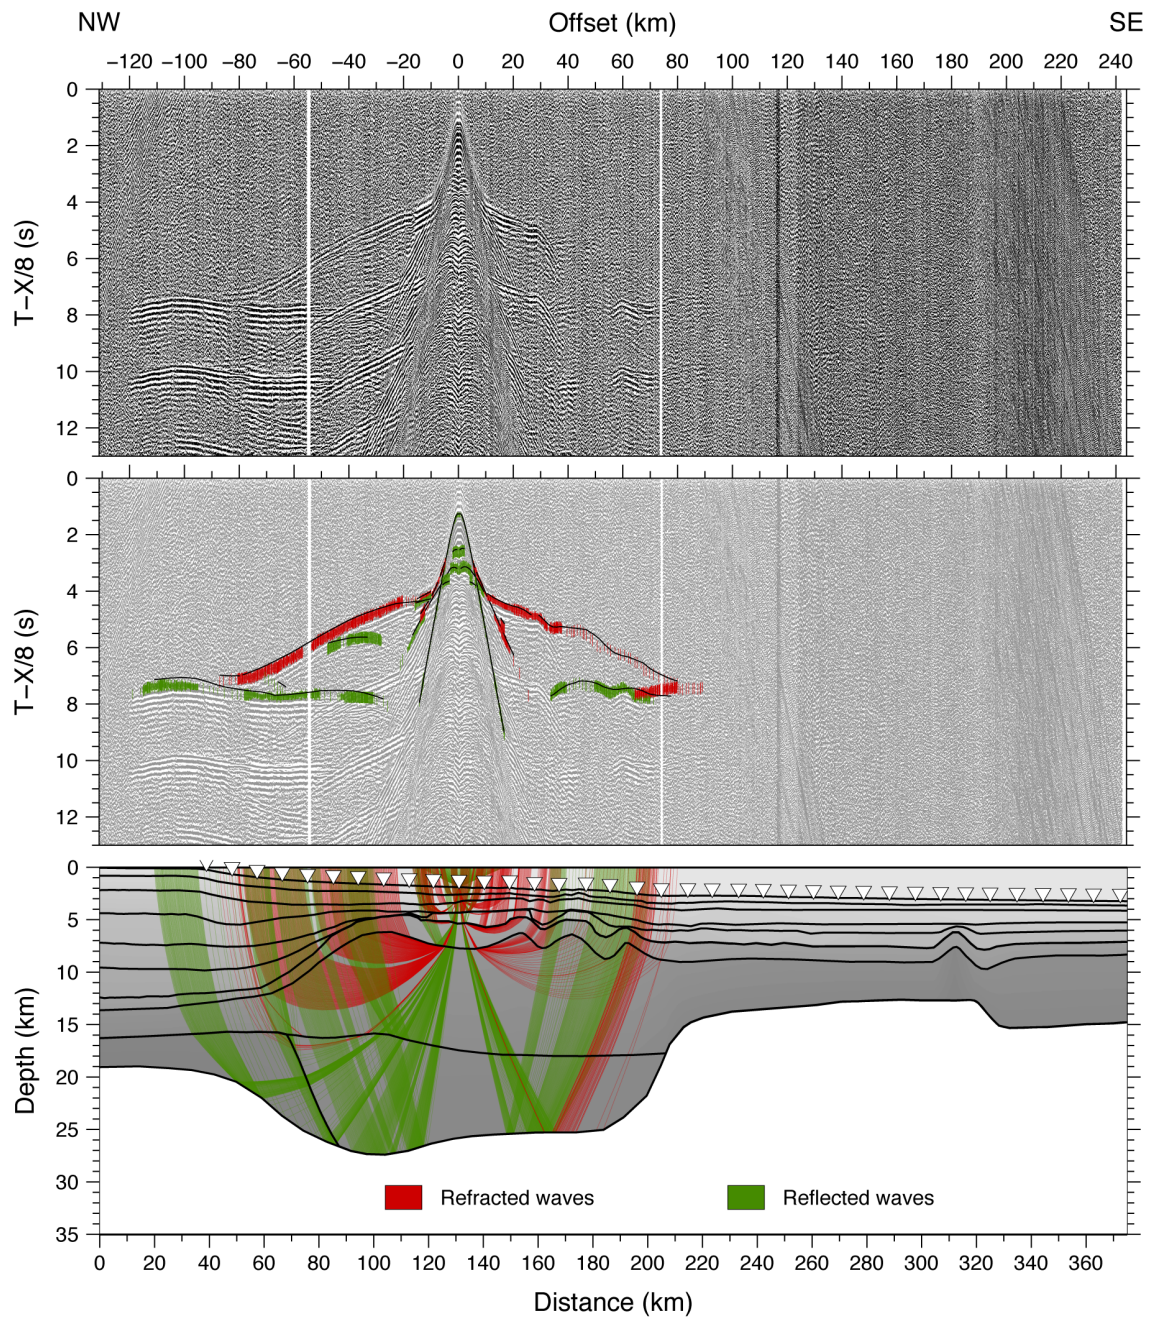 NW Offset (km) SE
−120 −100 −80 −60 −40 −20 0 20 40 60 80 100 120 140 160 180 200 220 240
0
2
4
6
8
10
12
T−X/8 (s)
0
2
4
6
8
10
12
T−X/8 (s)
0
5
10
15
20
25
30
35
Depth (km)
Refracted waves Reflected waves
0 20 40 60 80 100 120 140 160 180 200 220 240 260 280 300 320 340 360
Distance (km)